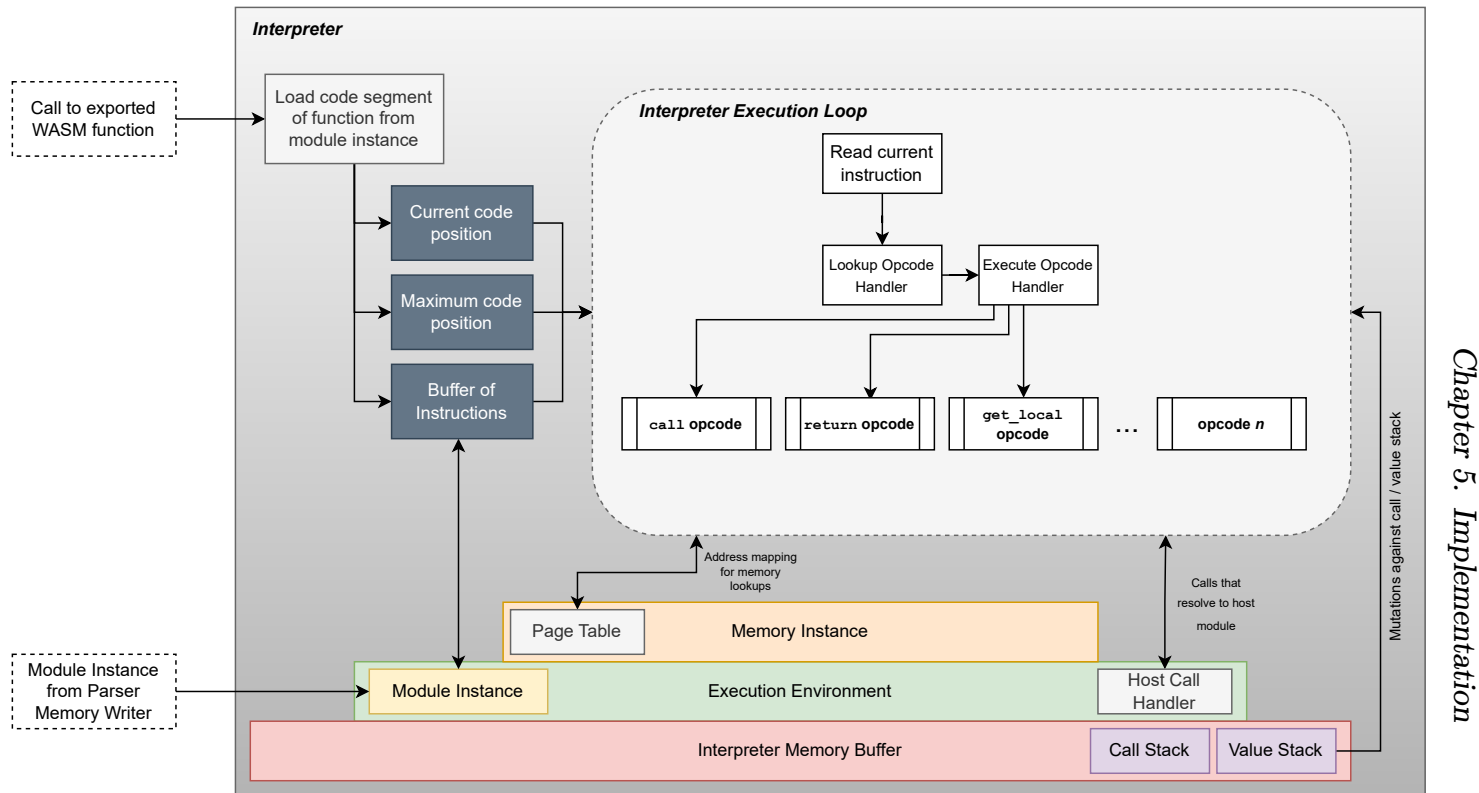 Interpreter
Call to exported
WASM function
Load code segment
of function from
module instance
Current code
position
Maximum code
position
Buffer of
Instructions
Interpreter Execution Loop
Read current
instruction
Lookup Opcode
Handler
Execute Opcode
Handler
call opcode
return opcode
get_local
opcode
...
opcode n
Address mapping
for memory
lookups
Calls that
resolve to host
module
Mutations against call / value stack
Page Table
Memory Instance
Module Instance
from Parser
Memory Writer
Module Instance
Execution Environment
Host Call
Handler
Interpreter Memory Buffer
Call Stack
Value Stack
Chapter 5. Implementation